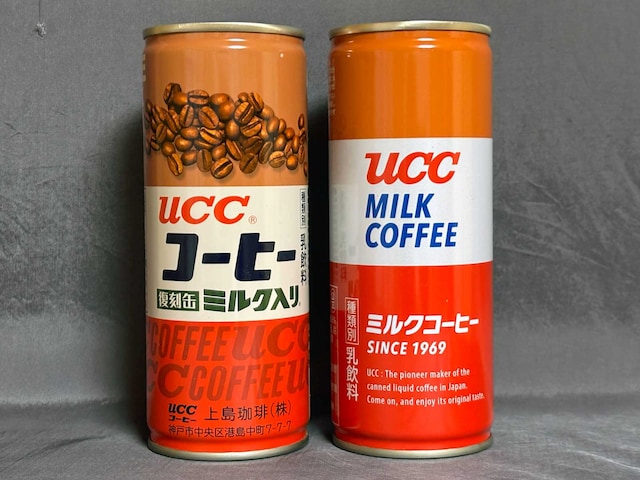 UCC®
コーヒー
復刻缶 ミルク入り
COFFEE UCC
CC COFFEE UC
UCC
コーヒー
上島珈琲(株)
神戸市中央区港島中町7-7-7
UCC
MILK
COFFEE
種類別 乳飲料
ミルクコーヒー
SINCE 1969
UCC : The pioneer maker of the
canned liquid coffee in Japan.
Come on, and enjoy its original taste.